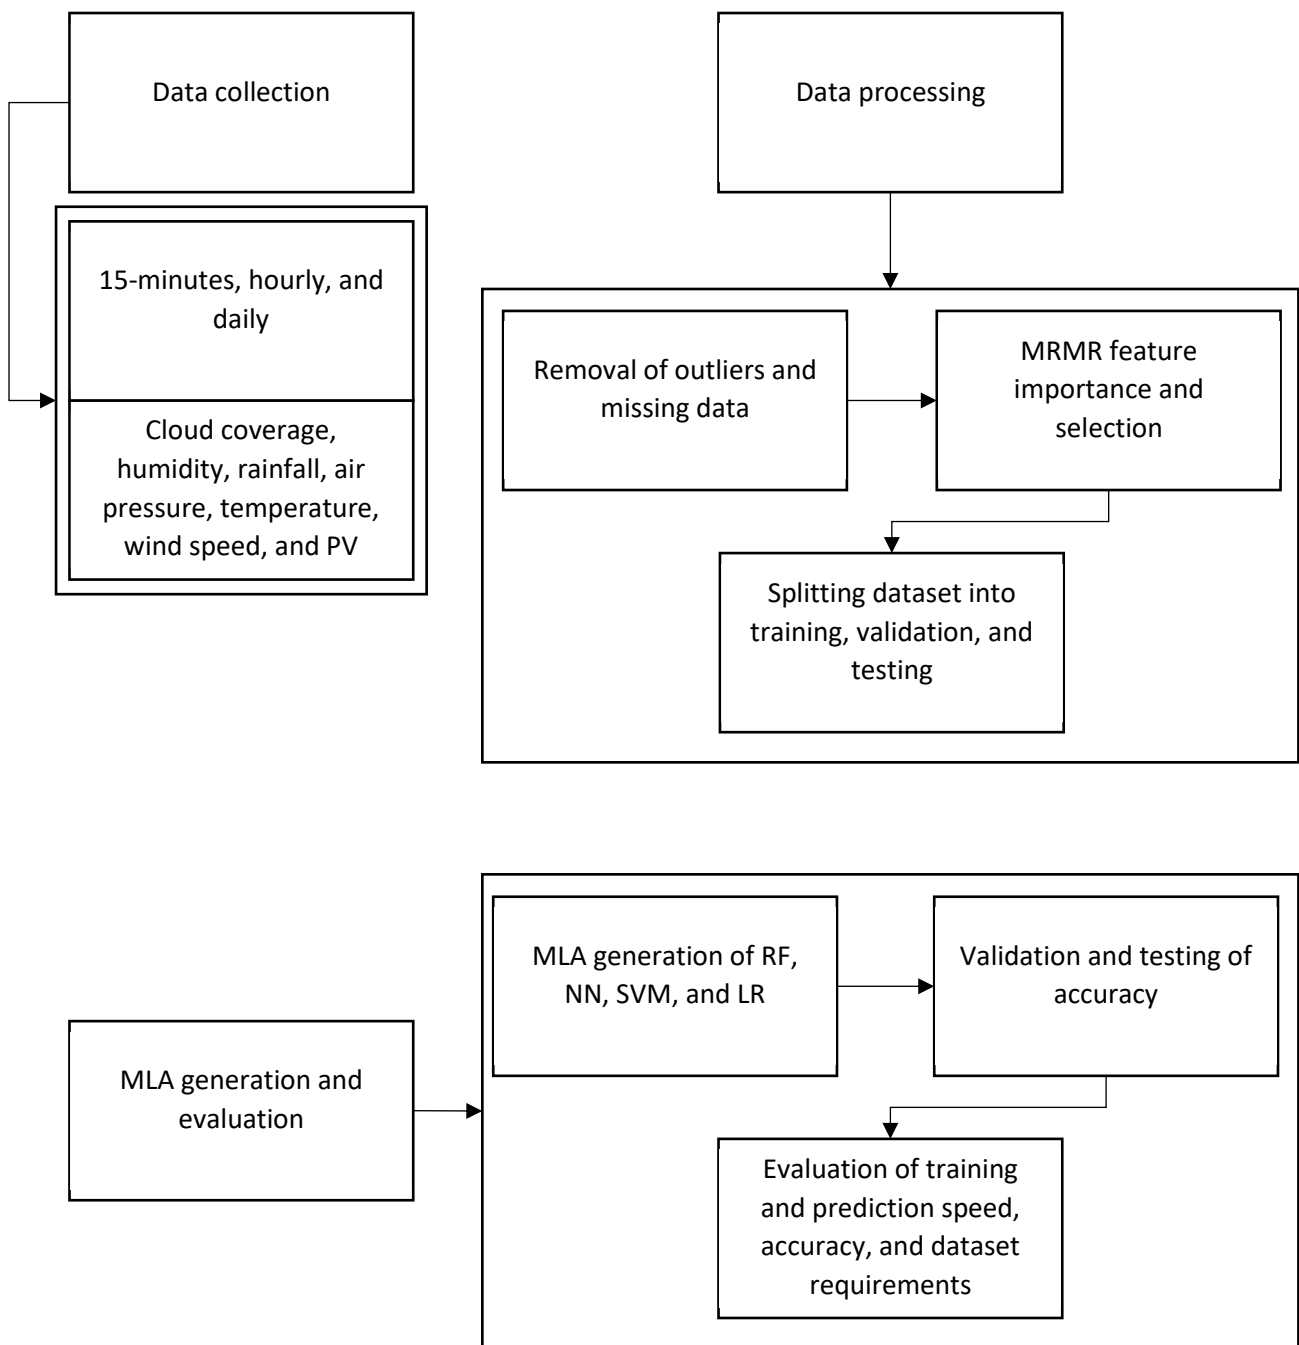 Data collection
Data processing
15-minutes, hourly, and
daily
Cloud coverage,
humidity, rainfall, air
pressure, temperature,
wind speed, and PV
Removal of outliers and
missing data
MRMR feature
importance and
selection
Splitting dataset into
training, validation, and
testing
MLA generation and
evaluation
MLA generation of RF,
NN, SVM, and LR
Validation and testing of
accuracy
Evaluation of training
and prediction speed,
accuracy, and dataset
requirements